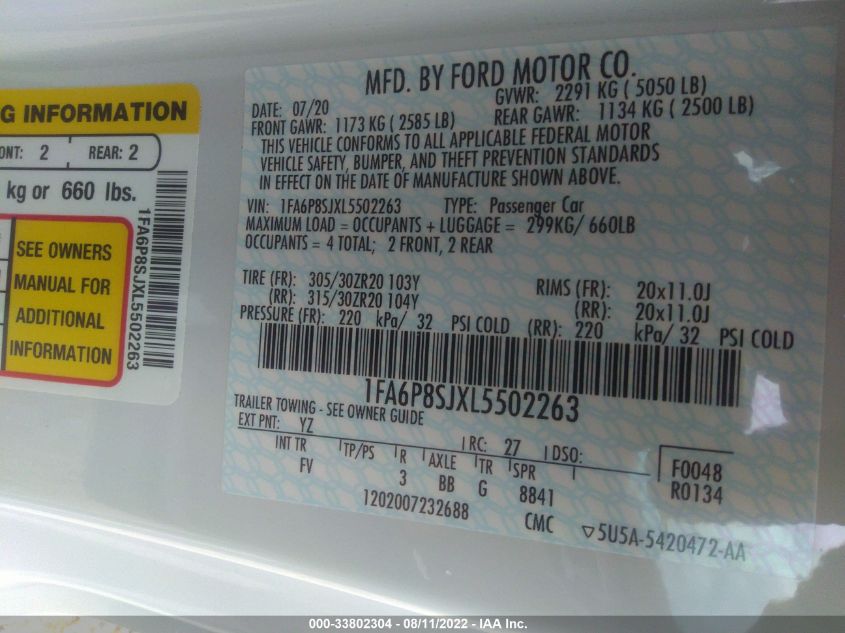 G INFORMATION
ONT: 2 REAR: 2
kg or 660 lbs.
SEE OWNERS
MANUAL FOR
ADDITIONAL
INFORMATION
1FA6P8SJXL5502263
MFD. BY FORD MOTOR CO.
DATE: 07/20 GVWR: 2291 KG ( 5050 LB)
FRONT GAWR: 1173 KG ( 2585 LB) REAR GAWR: 1134 KG ( 2500 LB)
THIS VEHICLE CONFORMS TO ALL APPLICABLE FEDERAL MOTOR
VEHICLE SAFETY, BUMPER, AND THEFT PREVENTION STANDARDS
IN EFFECT ON THE DATE OF MANUFACTURE SHOWN ABOVE.
VIN: 1FA6P8SJXL5502263 TYPE: Passenger Car
MAXIMUM LOAD = OCCUPANTS + LUGGAGE = 299KG/ 660LB
OCCUPANTS = 4 TOTAL; 2 FRONT, 2 REAR
TIRE (FR): 305/30ZR20 103Y RIMS (FR): 20x11.0J
(RR): 315/30ZR20 104Y (RR): 20x11.0J
PRESSURE (FR): 220 kPa/ 32 PSI COLD (RR): 220 kPa/ 32 PSI COLD
1FA6P8SJXL5502263
TRAILER TOWING - SEE OWNER GUIDE
EXT PNT: YZ RC: 27 DSO:
INT TR TP/PS R AXLE TR SPR
FV 3 BB G 8841
F0048
R0134
1202007232688
CMC ▽5U5A-5420472-AA
000-33802304 - 08/11/2022 - IAA Inc.